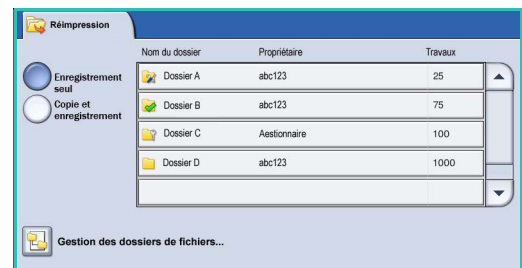 Réimpression
Nom du dossier Propriétaire Travaux
Enregistrement
seul
Copie et
enregistrement
Dossier A abc123 25
Dossier B abc123 75
Dossier C Aestionnaire 100
Dossier D abc123 1000
Gestion des dossiers de fichiers...